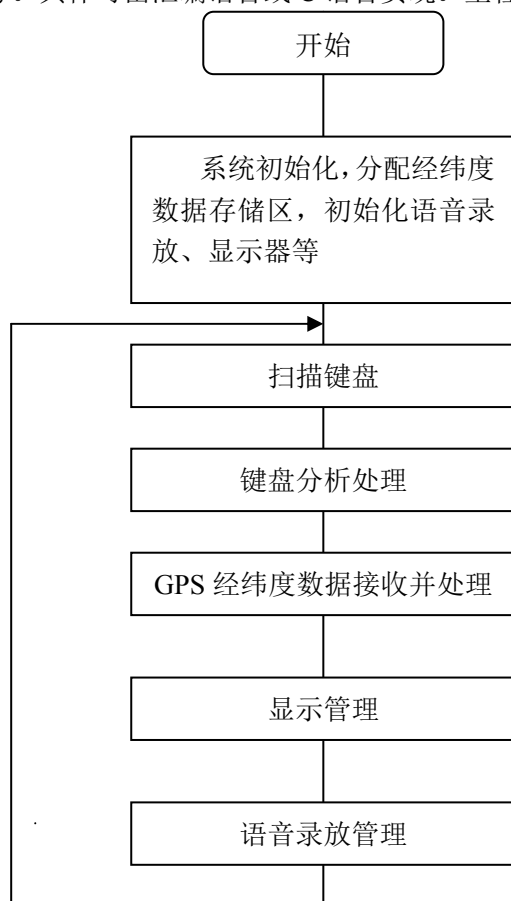 开始
系统初始化，分配经纬度
数据存储区，初始化语音录
放、显示器等
扫描键盘
键盘分析处理
GPS 经纬度数据接收并处理
显示管理
语音录放管理